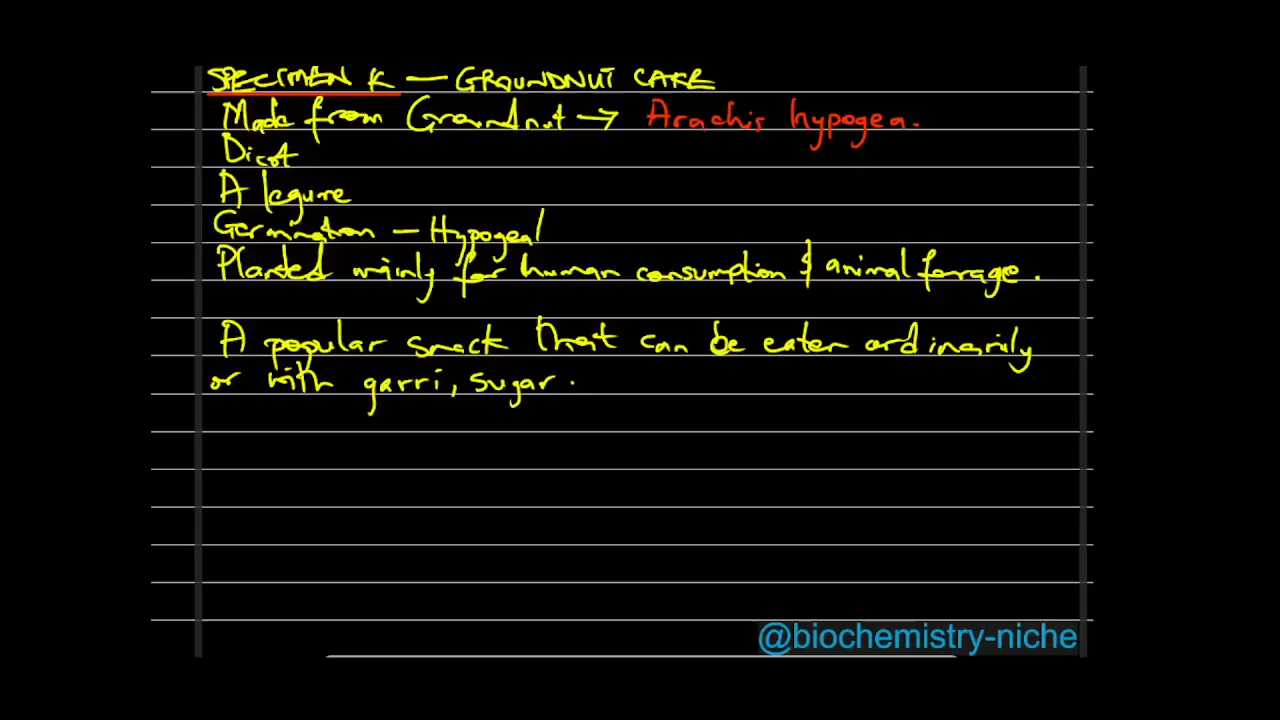 SPECIMEN K — GROUNDNUT CAKE
Made from Groundnut → Arachis hypogea.
Dicot
A legume
Germination — Hypogeal
Planted mainly for human consumption & animal forage.
A popular snack that can be eaten ordinarily
or with garri, sugar.
@biochemistry-niche